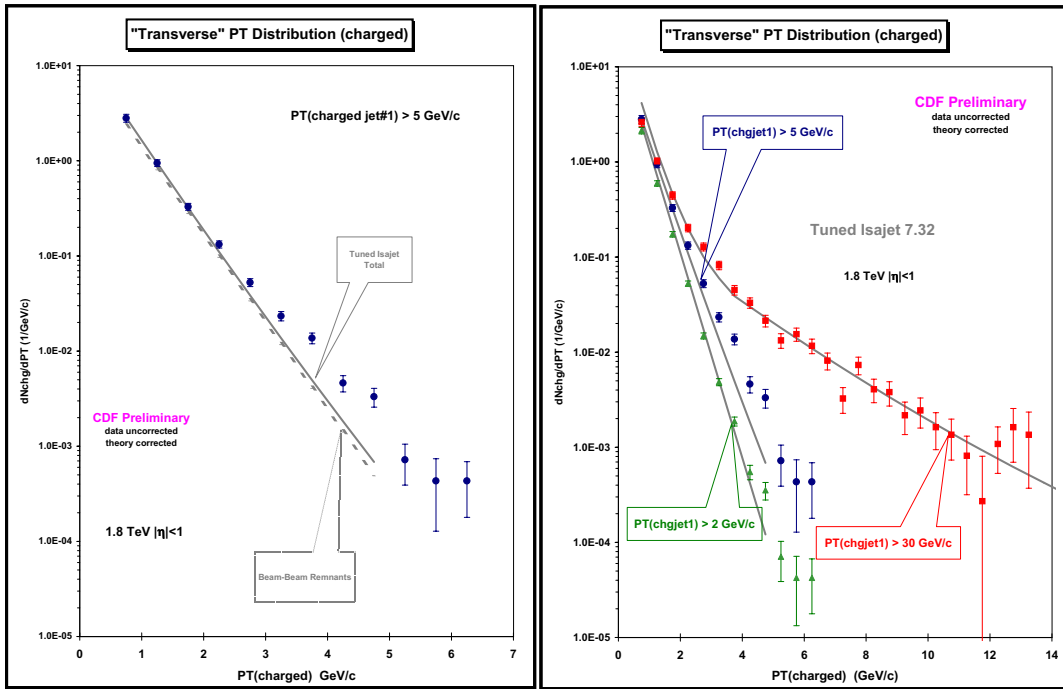 "Transverse" PT Distribution (charged)
1.0E+01
1.0E+00
1.0E-01
1.0E-02
1.0E-03
1.0E-04
1.0E-05
dNchg/dPT (1/GeV/c)
PT(charged jet#1) > 5 GeV/c
Tuned Isajet
Total
CDF Preliminary
data uncorrected
theory corrected
1.8 TeV |η|<1
Beam-Beam Remnants
0 1 2 3 4 5 6 7
PT(charged) GeV/c
"Transverse" PT Distribution (charged)
1.0E+01
1.0E+00
1.0E-01
1.0E-02
1.0E-03
1.0E-04
1.0E-05
dNchg/dPT (1/GeV/c)
CDF Preliminary
data uncorrected
theory corrected
PT(chgjet1) > 5 GeV/c
Tuned Isajet 7.32
1.8 TeV |η|<1
PT(chgjet1) > 2 GeV/c
PT(chgjet1) > 30 GeV/c
0 2 4 6 8 10 12 14
PT(charged) (GeV/c)